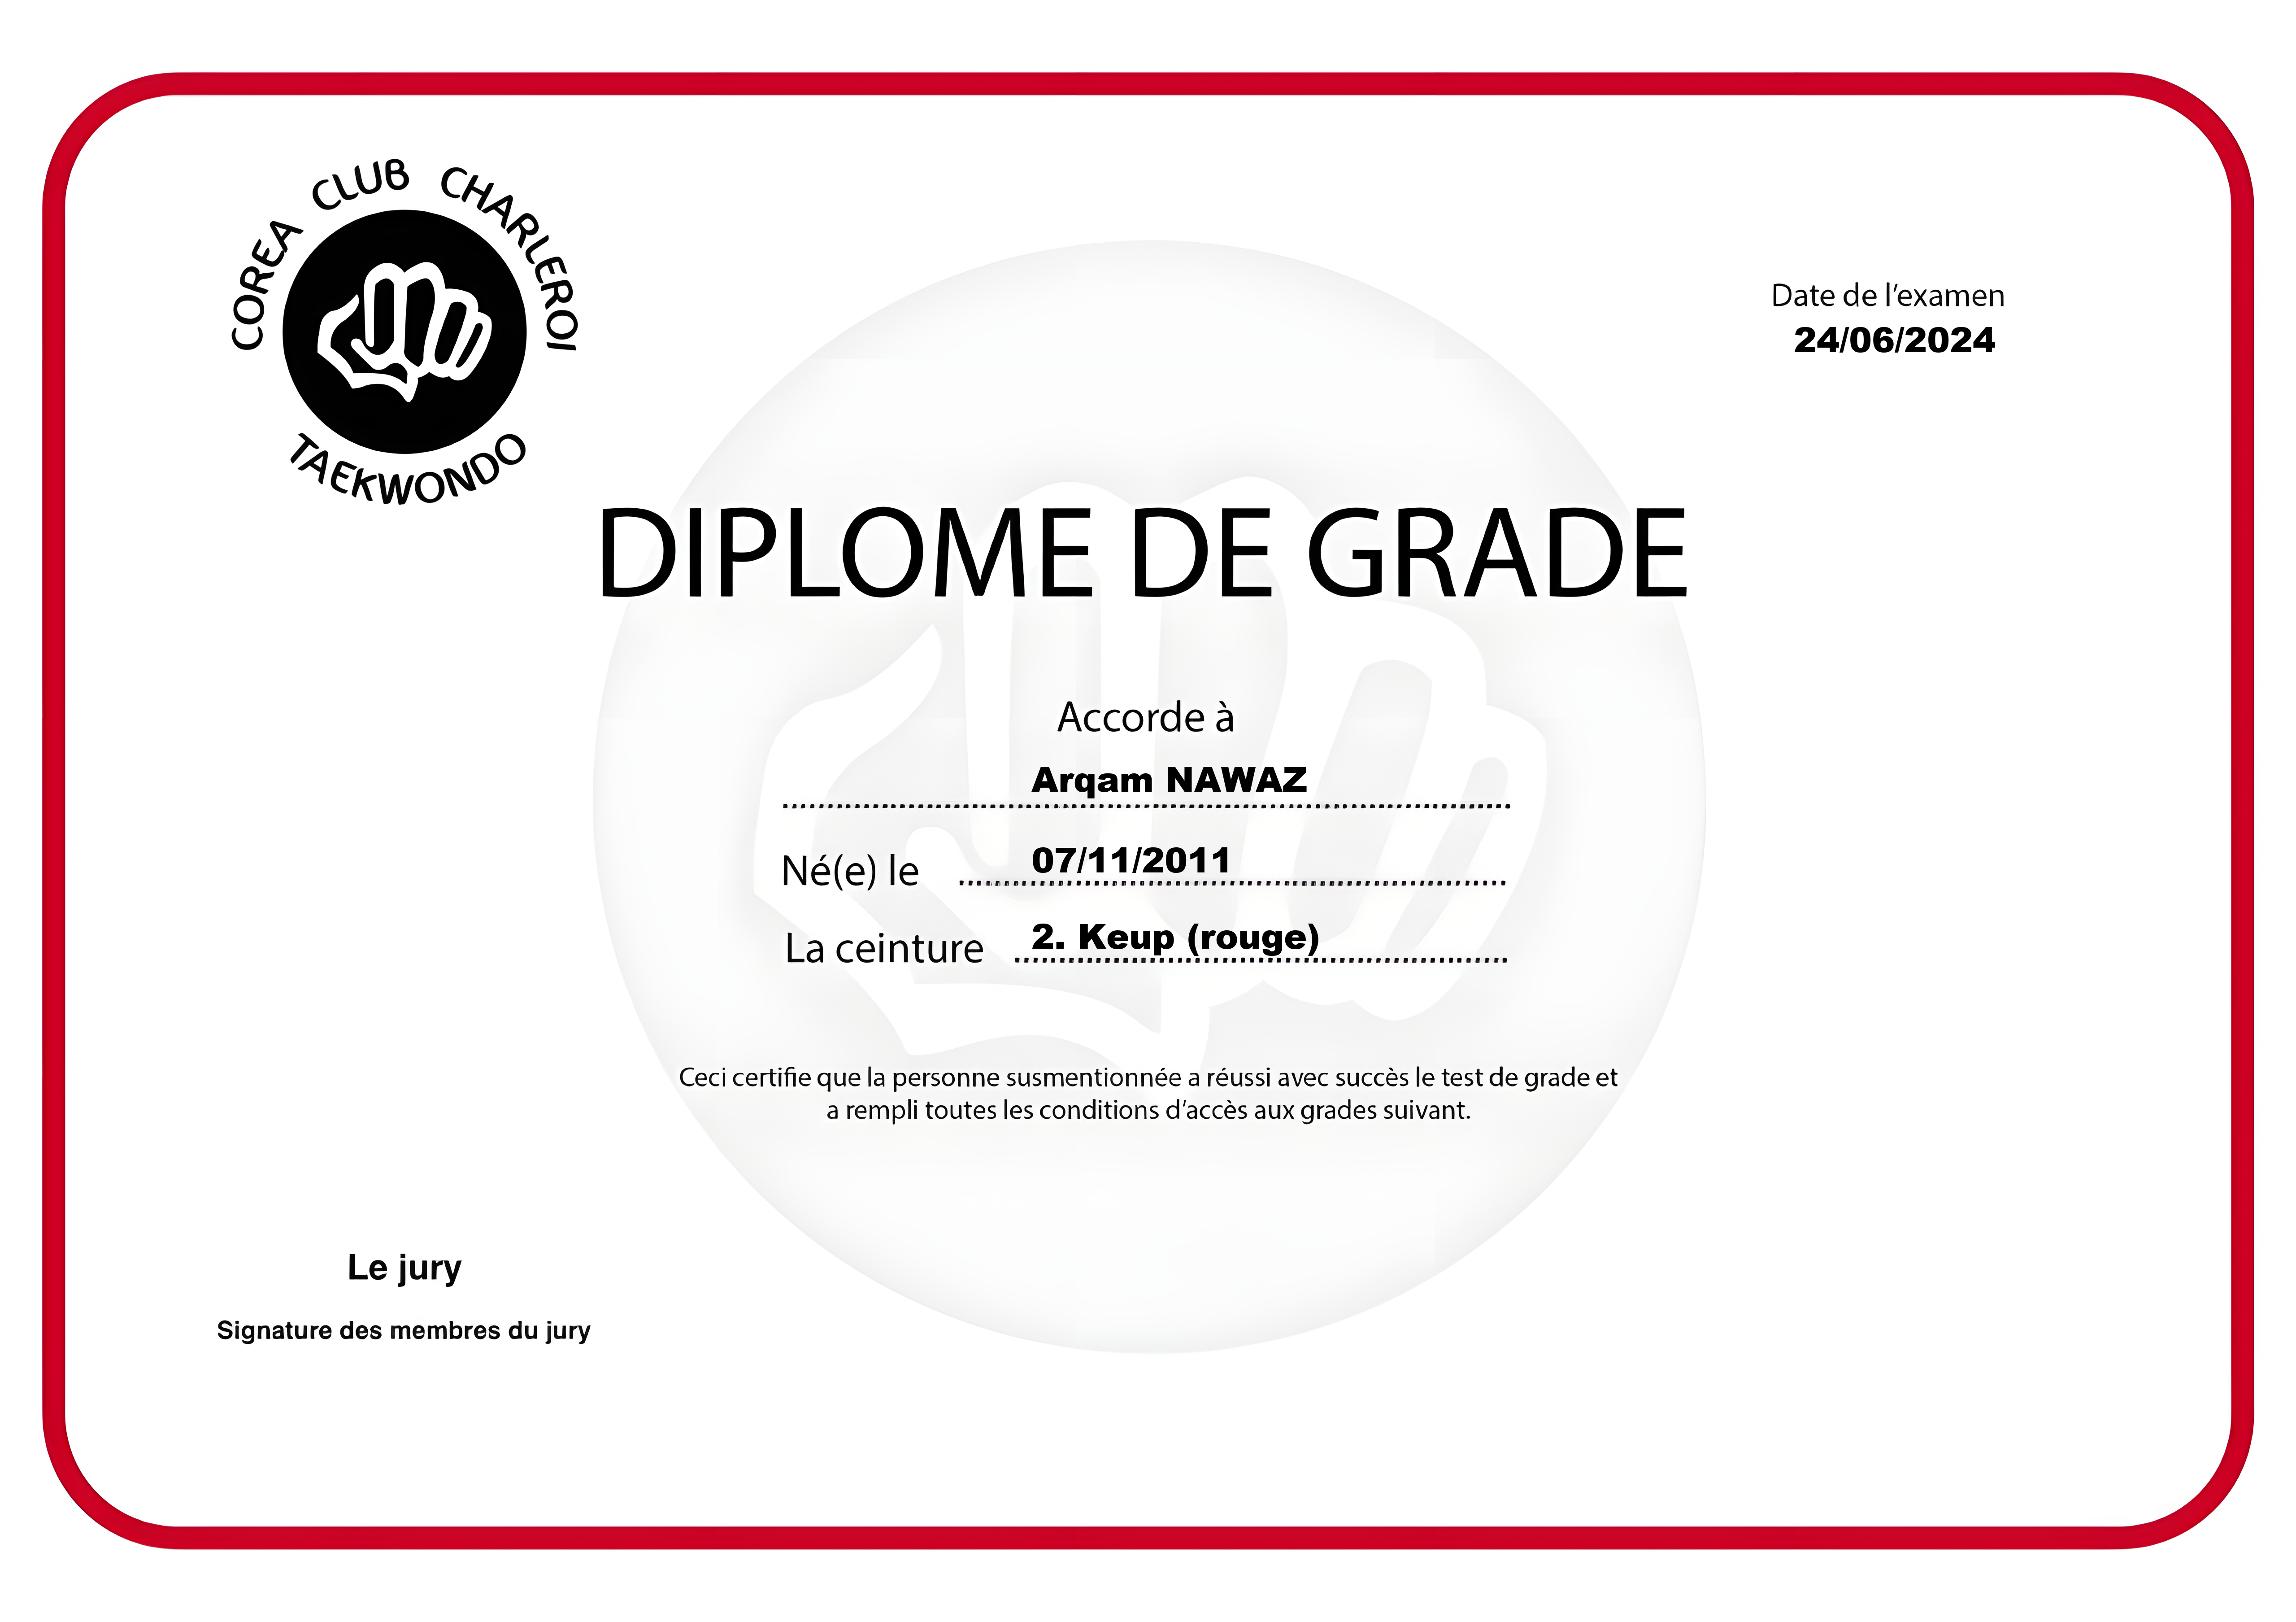 COREA CLUB CHARLEROI
TAEKWONDO
Date de l'examen
24/06/2024
DIPLOME DE GRADE
Accorde à
Arqam NAWAZ
Né(e) le 07/11/2011
La ceinture 2. Keup (rouge)
Ceci certifie que la personne susmentionnée a réussi avec succès le test de grade et
a rempli toutes les conditions d'accès aux grades suivant.
Le jury
Signature des membres du jury